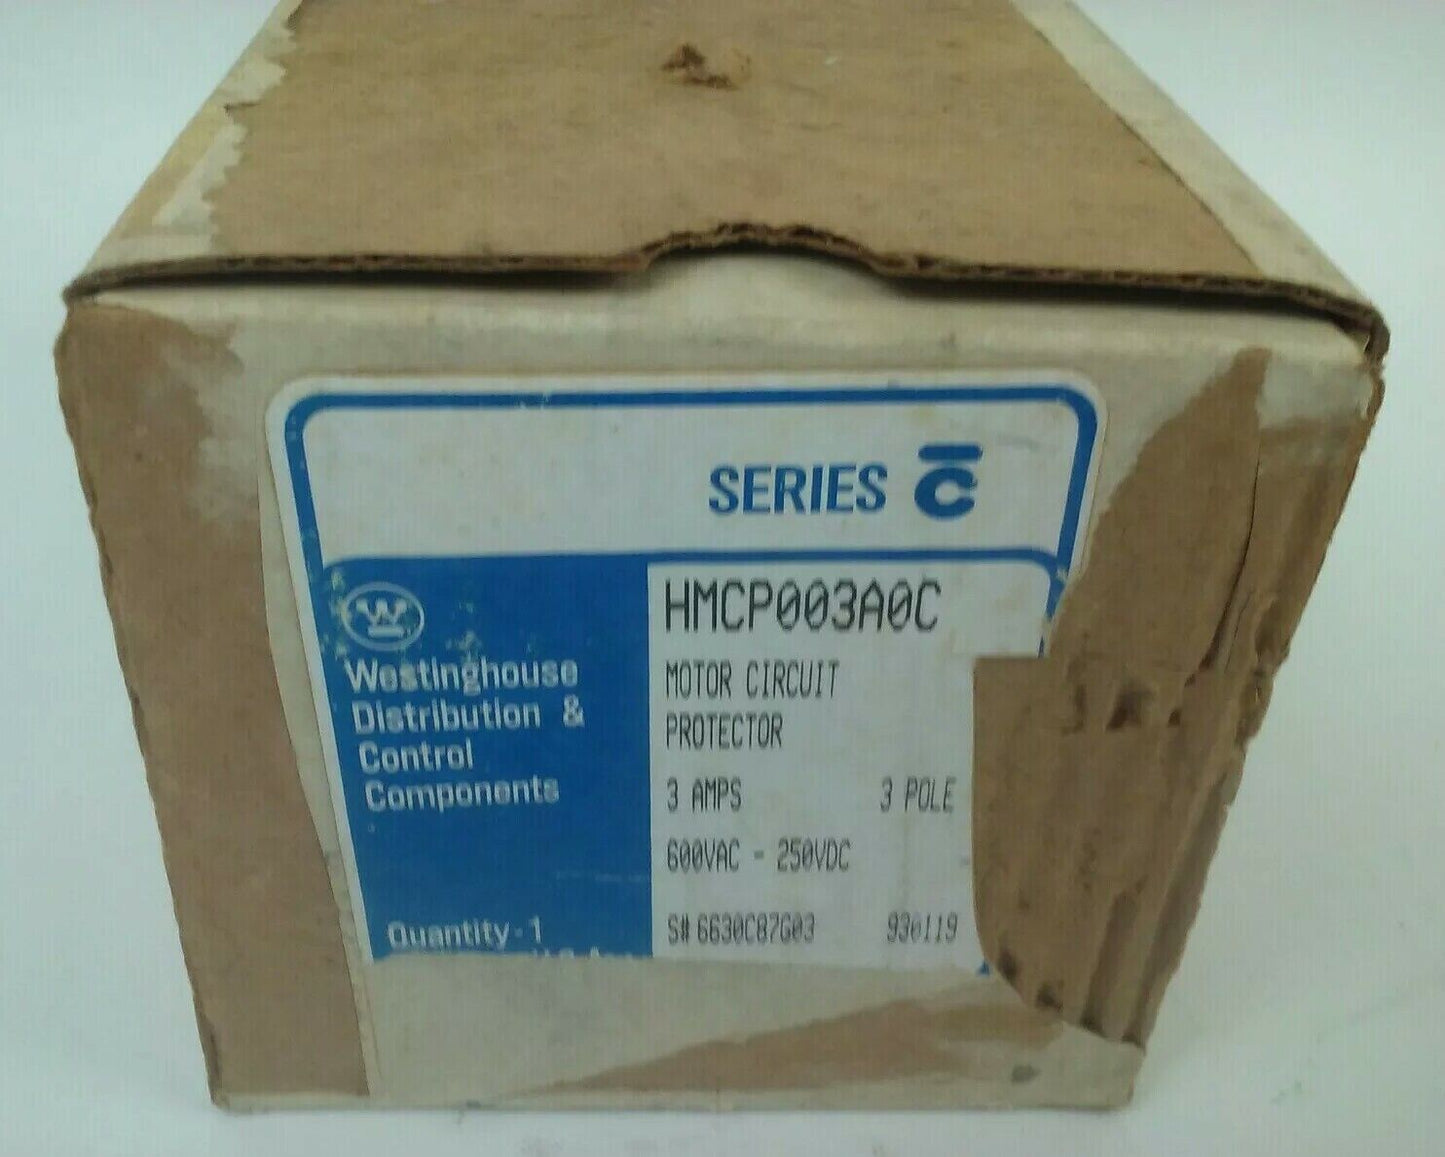 SERIES C
W
Westinghouse
Distribution &
Control
Components
Quantity - 1
HMCP003A0C
MOTOR CIRCUIT
PROTECTOR
3 AMPS 3 POLE
600VAC - 250VDC
S# 6630C87G03 930119